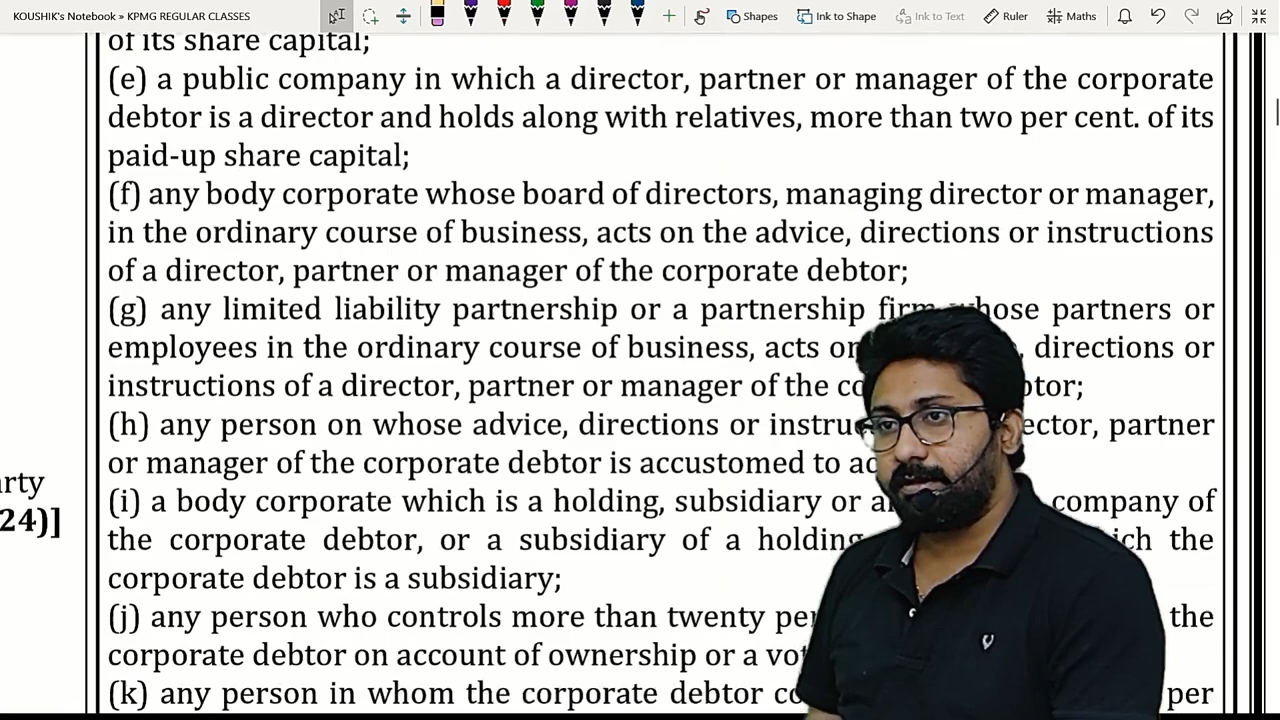 KOUSHIK's Notebook » KPMG REGULAR CLASSES
Shapes
Ink to Shape
Ink to Text
Ruler
Maths
of its share capital;
(e) a public company in which a director, partner or manager of the corporate
debtor is a director and holds along with relatives, more than two per cent. of its
paid-up share capital;
(f) any body corporate whose board of directors, managing director or manager,
in the ordinary course of business, acts on the advice, directions or instructions
of a director, partner or manager of the corporate debtor;
(g) any limited liability partnership or a partnership firm whose partners or
employees in the ordinary course of business, acts on directions or
instructions of a director, partner or manager of the
(h) any person on whose advice, directions or partner
or manager of the corporate debtor is accustomed to
24)]
(i) a body corporate which is a holding, subsidiary or company of
the corporate debtor, or a subsidiary of a holding the
corporate debtor is a subsidiary;
(j) any person who controls more than twenty the
corporate debtor on account of ownership or a
(k) any person in whom the corporate debtor per